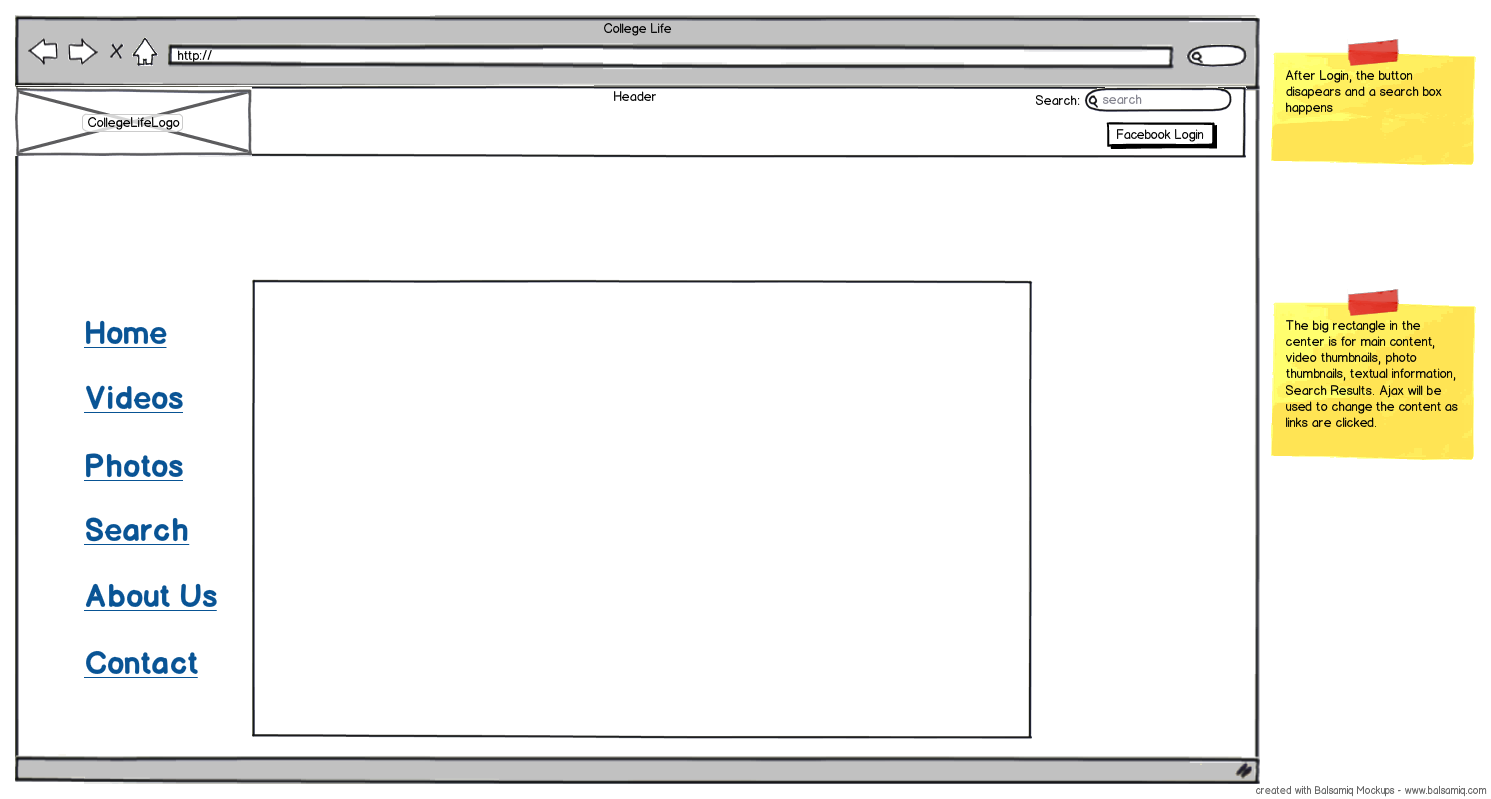 College Life
http://
Header
Search: search
CollegeLifeLogo
Facebook Login
After Login, the button
disapears and a search box
happens
Home
Videos
Photos
Search
About Us
Contact
The big rectangle in the
center is for main content,
video thumbnails, photo
thumbnails, textual information,
Search Results. Ajax will be
used to change the content as
links are clicked.
created with Balsamiq Mockups - www.balsamiq.com